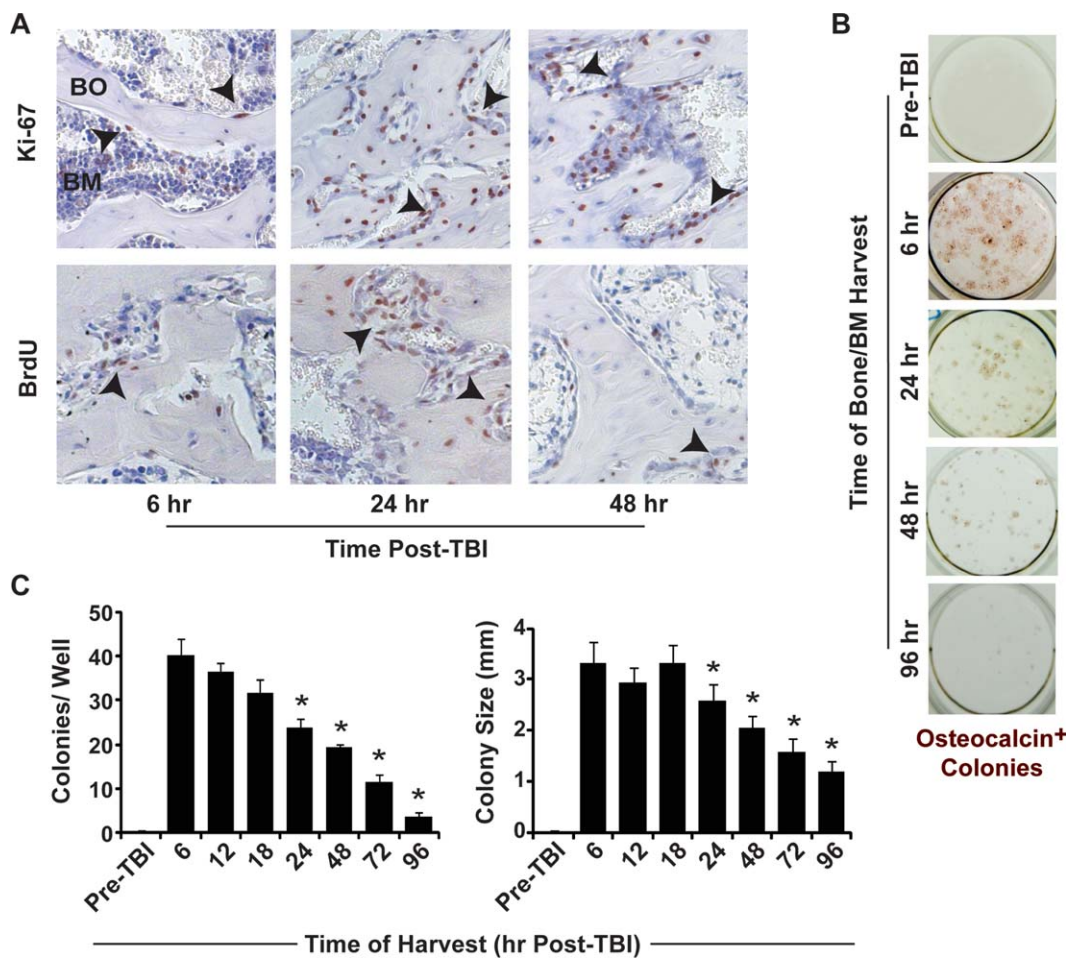 A
Ki-67
BO
BM
BrdU
6 hr
24 hr
48 hr
Time Post-TBI
B
Time of Bone/BM Harvest
Pre-TBI
6 hr
24 hr
48 hr
96 hr
Osteocalcin+
Colonies
C
Colonies/ Well
50
40
30
20
10
0
*
*
*
*
Pre-TBI
6
12
18
24
48
72
96
Colony Size (mm)
4
3
2
1
0
*
*
*
*
Pre-TBI
6
12
18
24
48
72
96
Time of Harvest (hr Post-TBI)